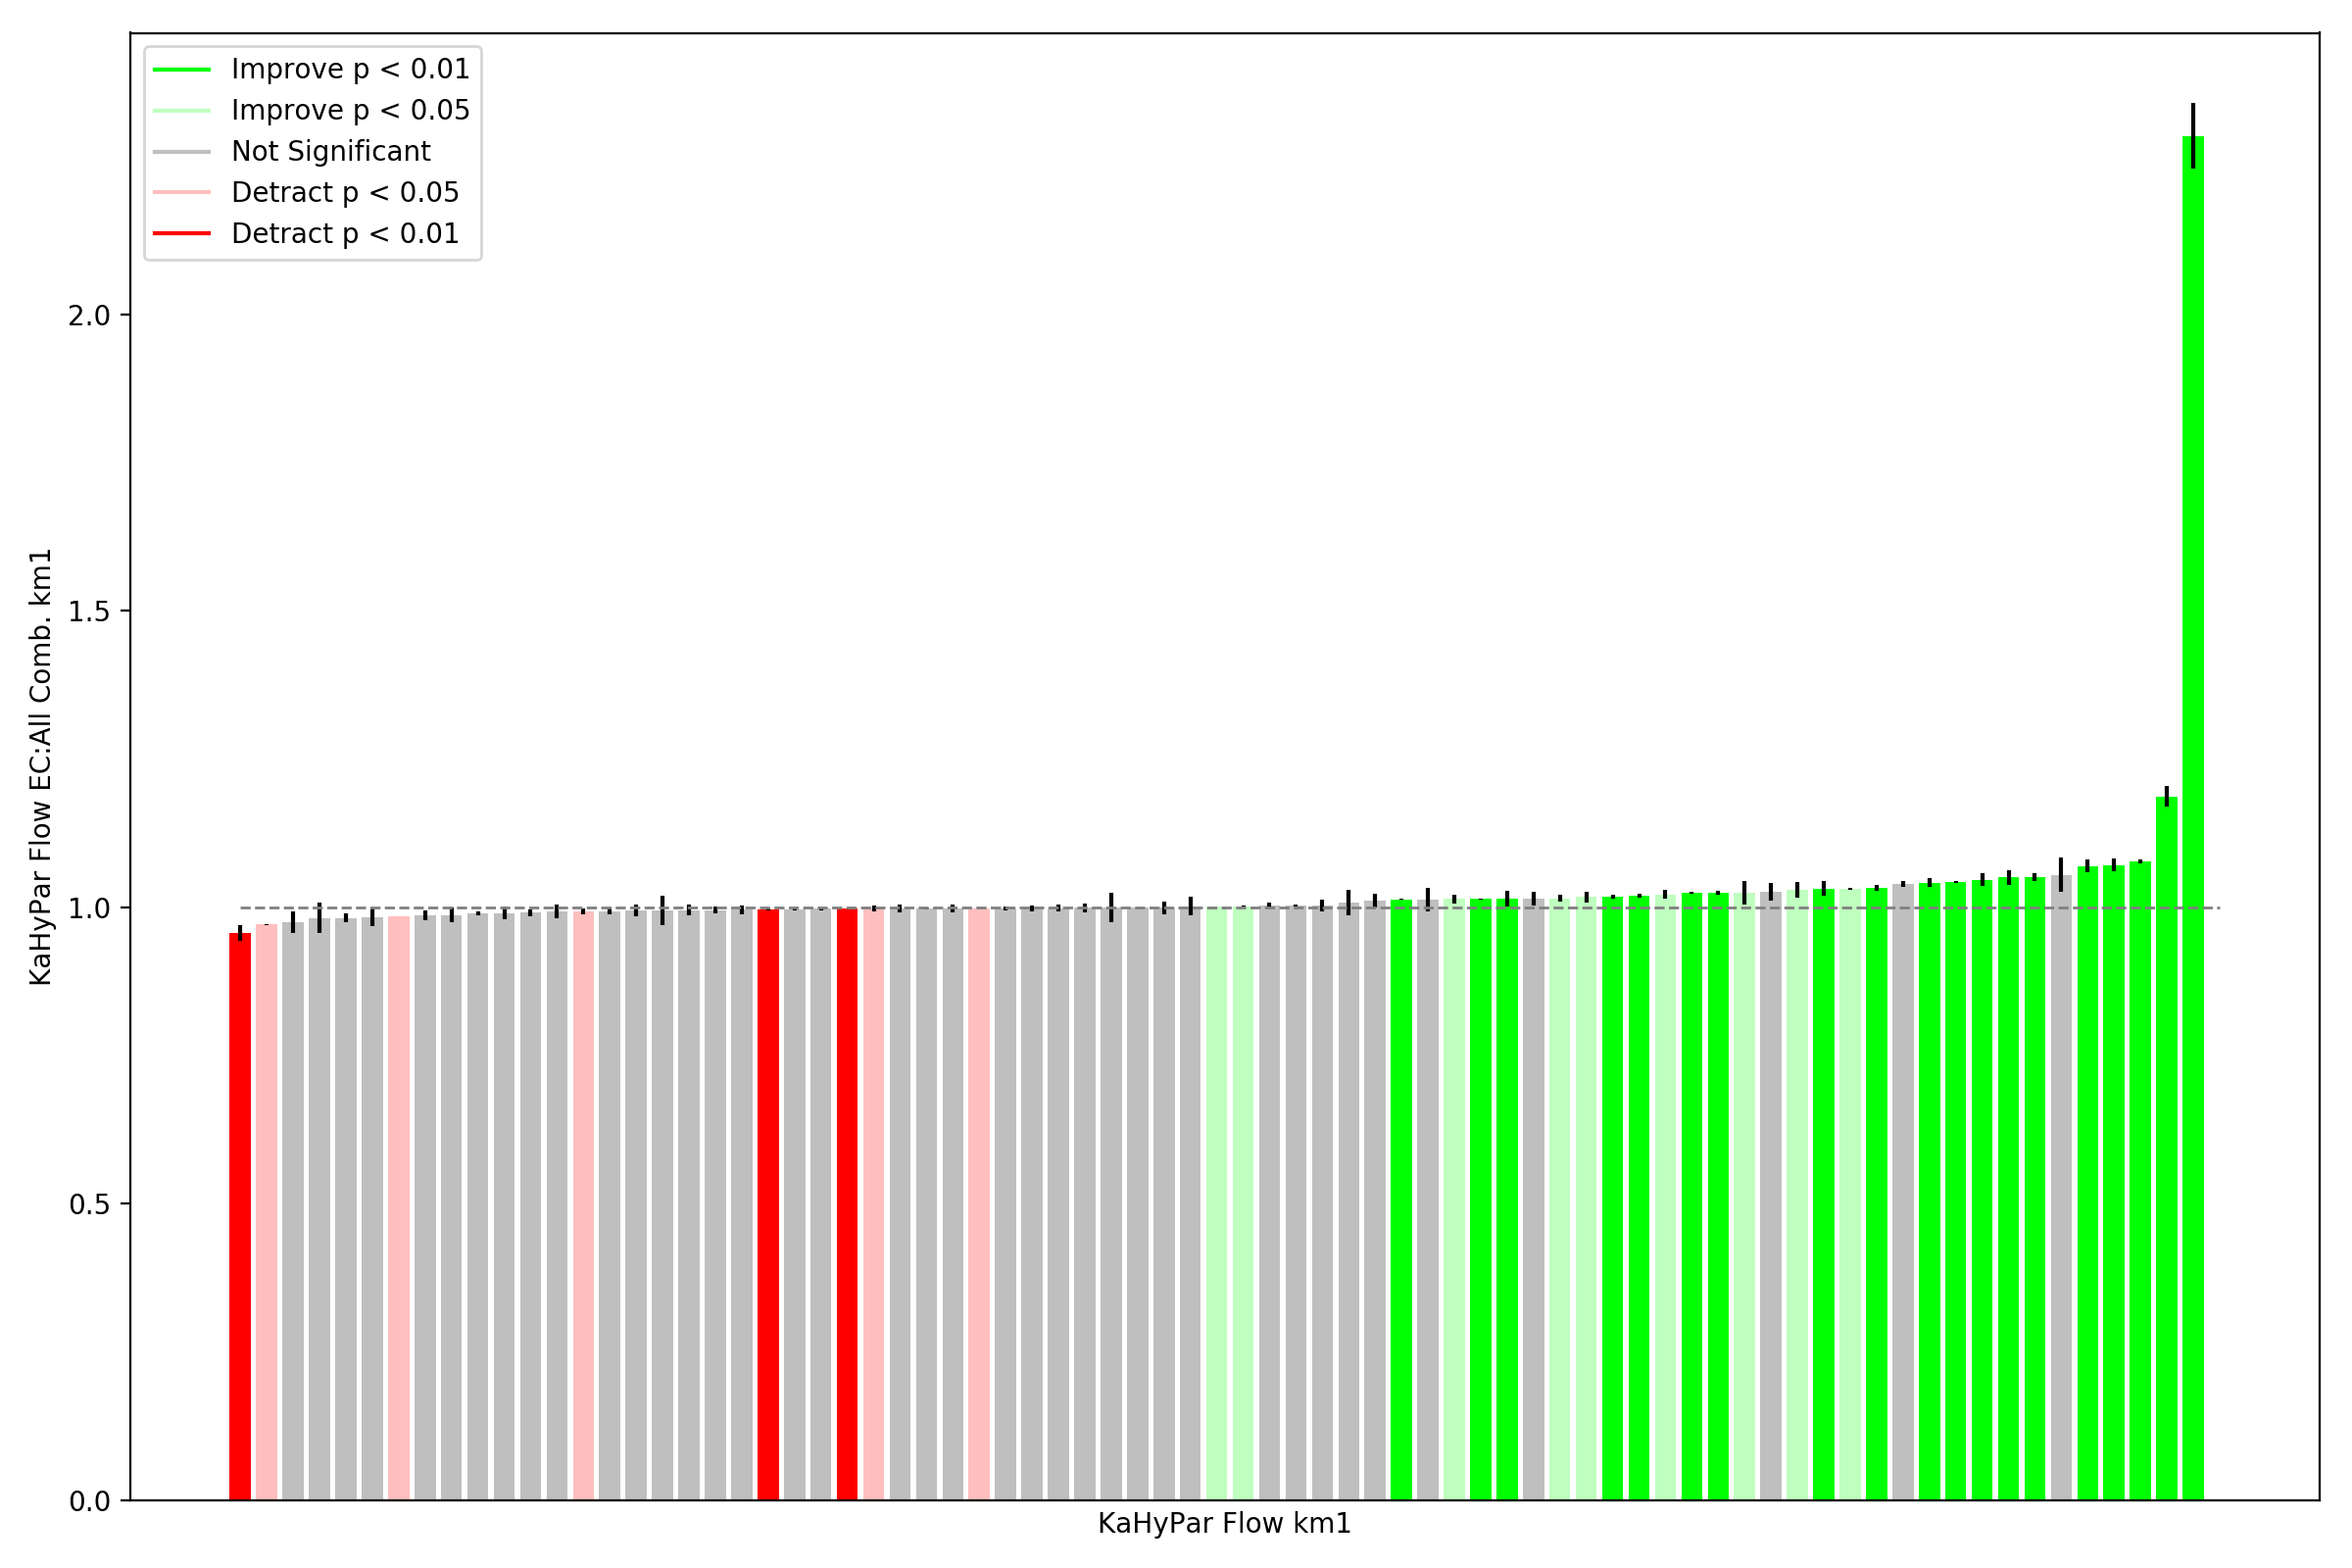 Improve p < 0.01
Improve p < 0.05
Not Significant
Detract p < 0.05
Detract p < 0.01
2.0
1.5
1.0
0.5
0.0
KaHyPar Flow EC:All Comb. km1
KaHyPar Flow km1